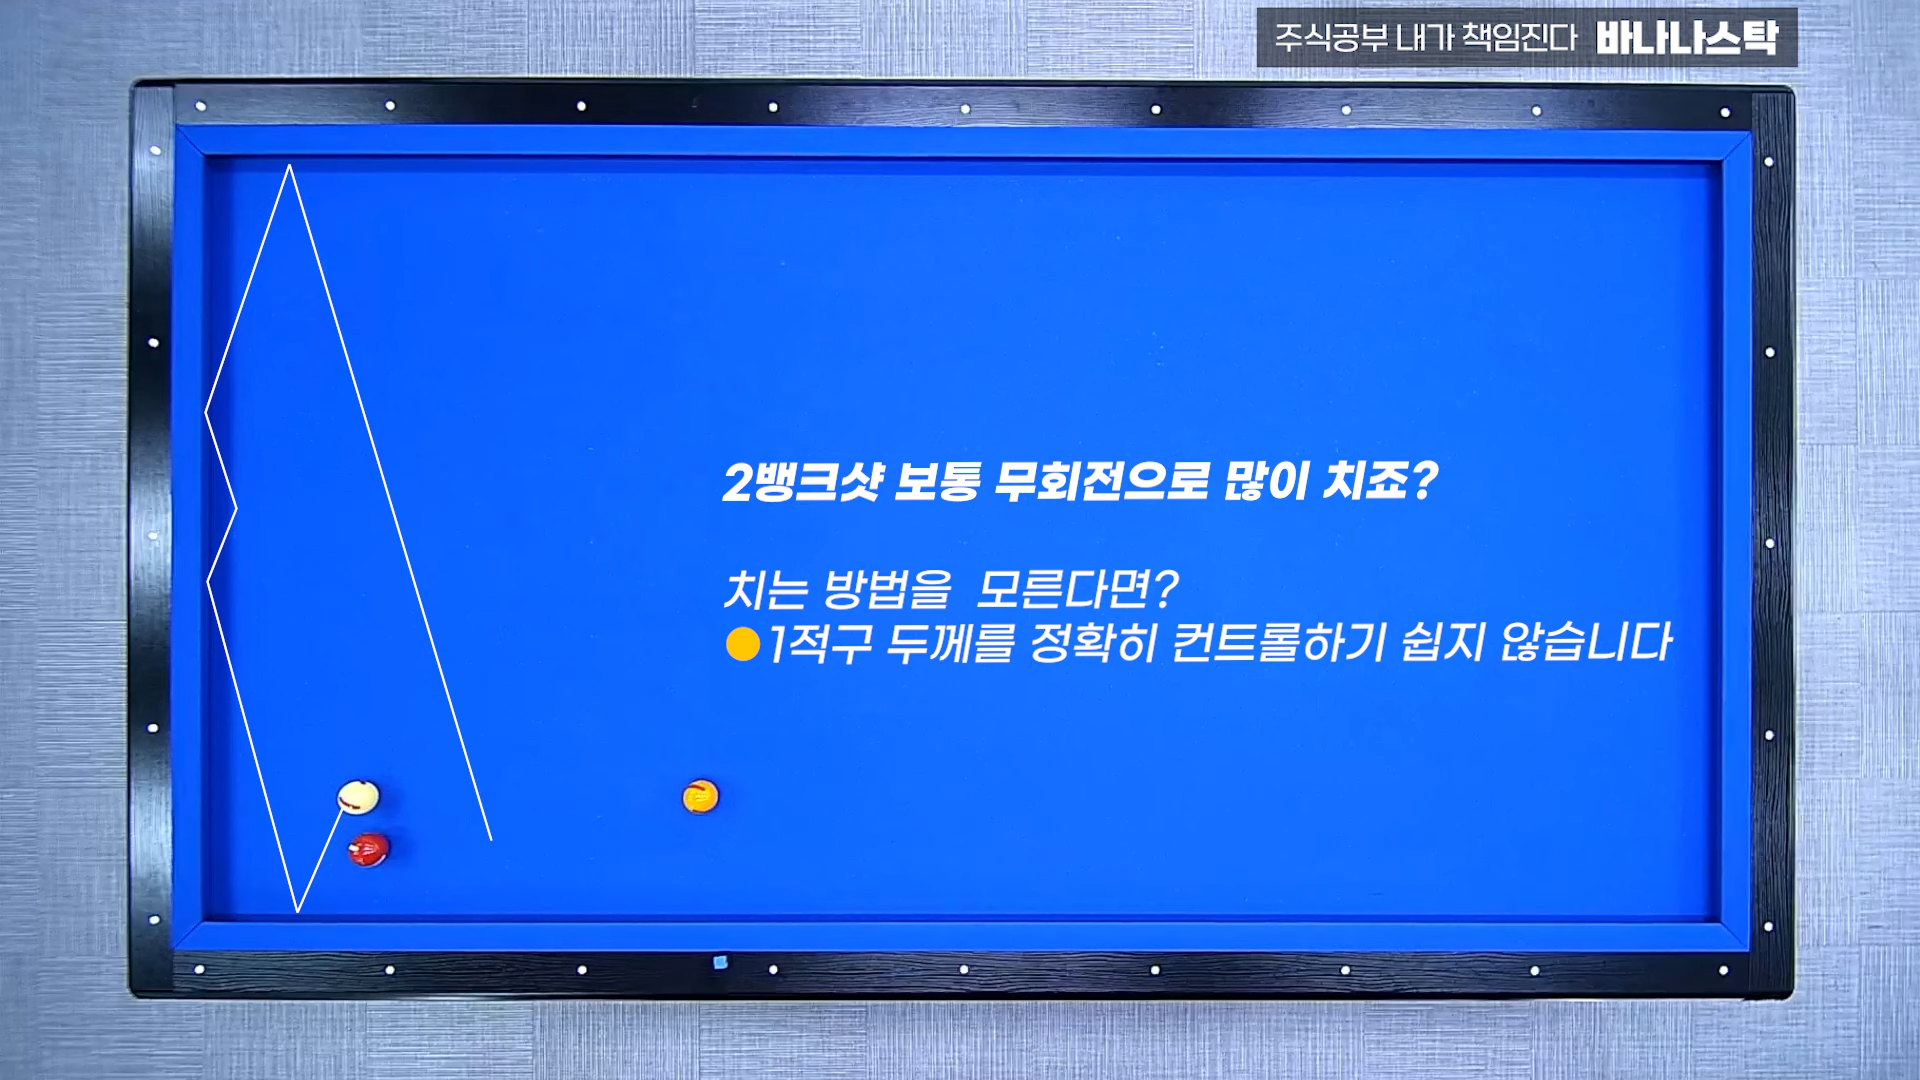 주식공부 내가 책임진다 바나나스탁
2뱅크샷 보통 무회전으로 많이 치죠?
치는 방법을 모른다면?
1적구 두께를 정확히 컨트롤하기 쉽지 않습니다